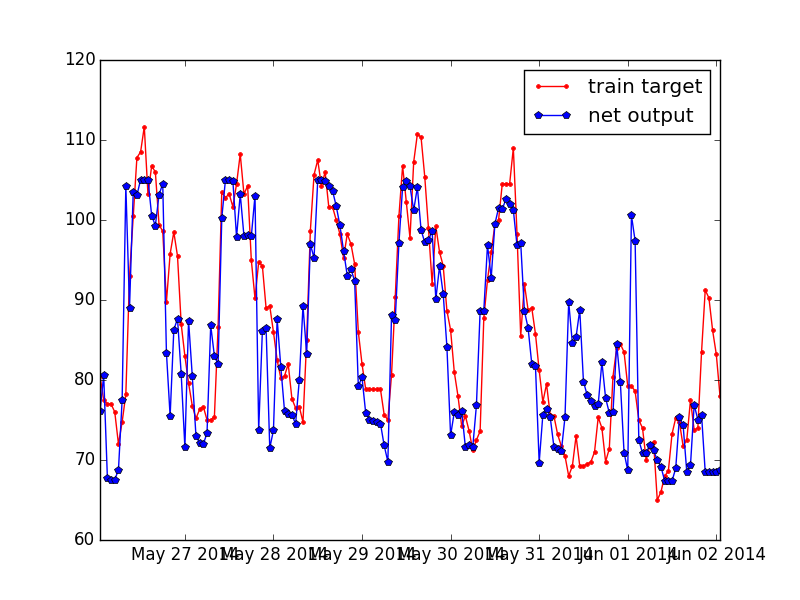 120
110
100
90
80
70
60
train target
net output
May 27 2014
May 28 2014
May 29 2014
May 30 2014
May 31 2014
Jun 01 2014
Jun 02 2014